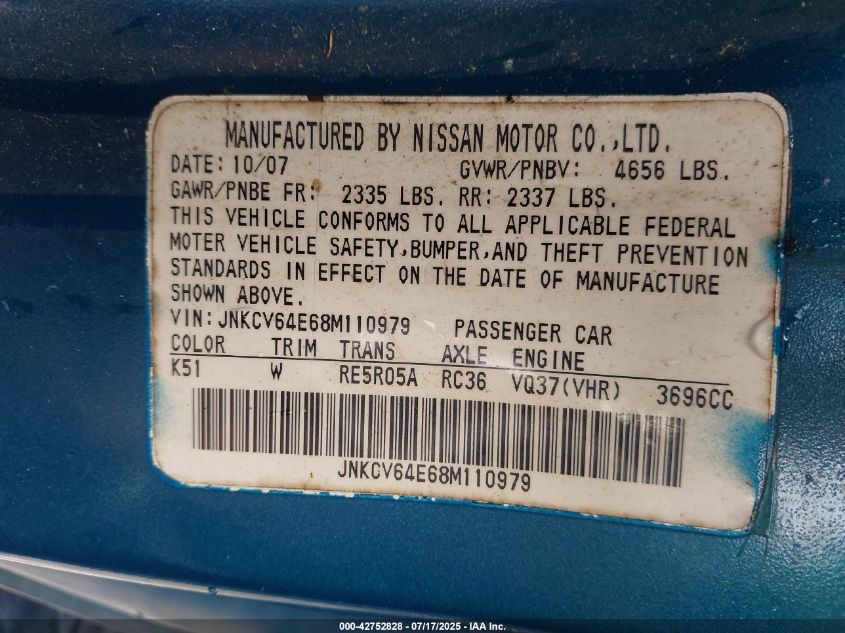 MANUFACTURED BY NISSAN MOTOR CO.,LTD.
DATE: 10/07 GVWR/PNBV: 4656 LBS.
GAWR/PNBE FR: 2335 LBS. RR: 2337 LBS.
THIS VEHICLE CONFORMS TO ALL APPLICABLE FEDERAL
MOTER VEHICLE SAFETY,BUMPER,AND THEFT PREVENTION
STANDARDS IN EFFECT ON THE DATE OF MANUFACTURE
SHOWN ABOVE.
VIN: JNKCV64E68M110979 PASSENGER CAR
COLOR TRIM TRANS AXLE ENGINE
K51 W RE5R05A RC36 VQ37(VHR) 3696CC
JNKCV64E68M110979
000-42752828 - 07/17/2025 - IAA Inc.